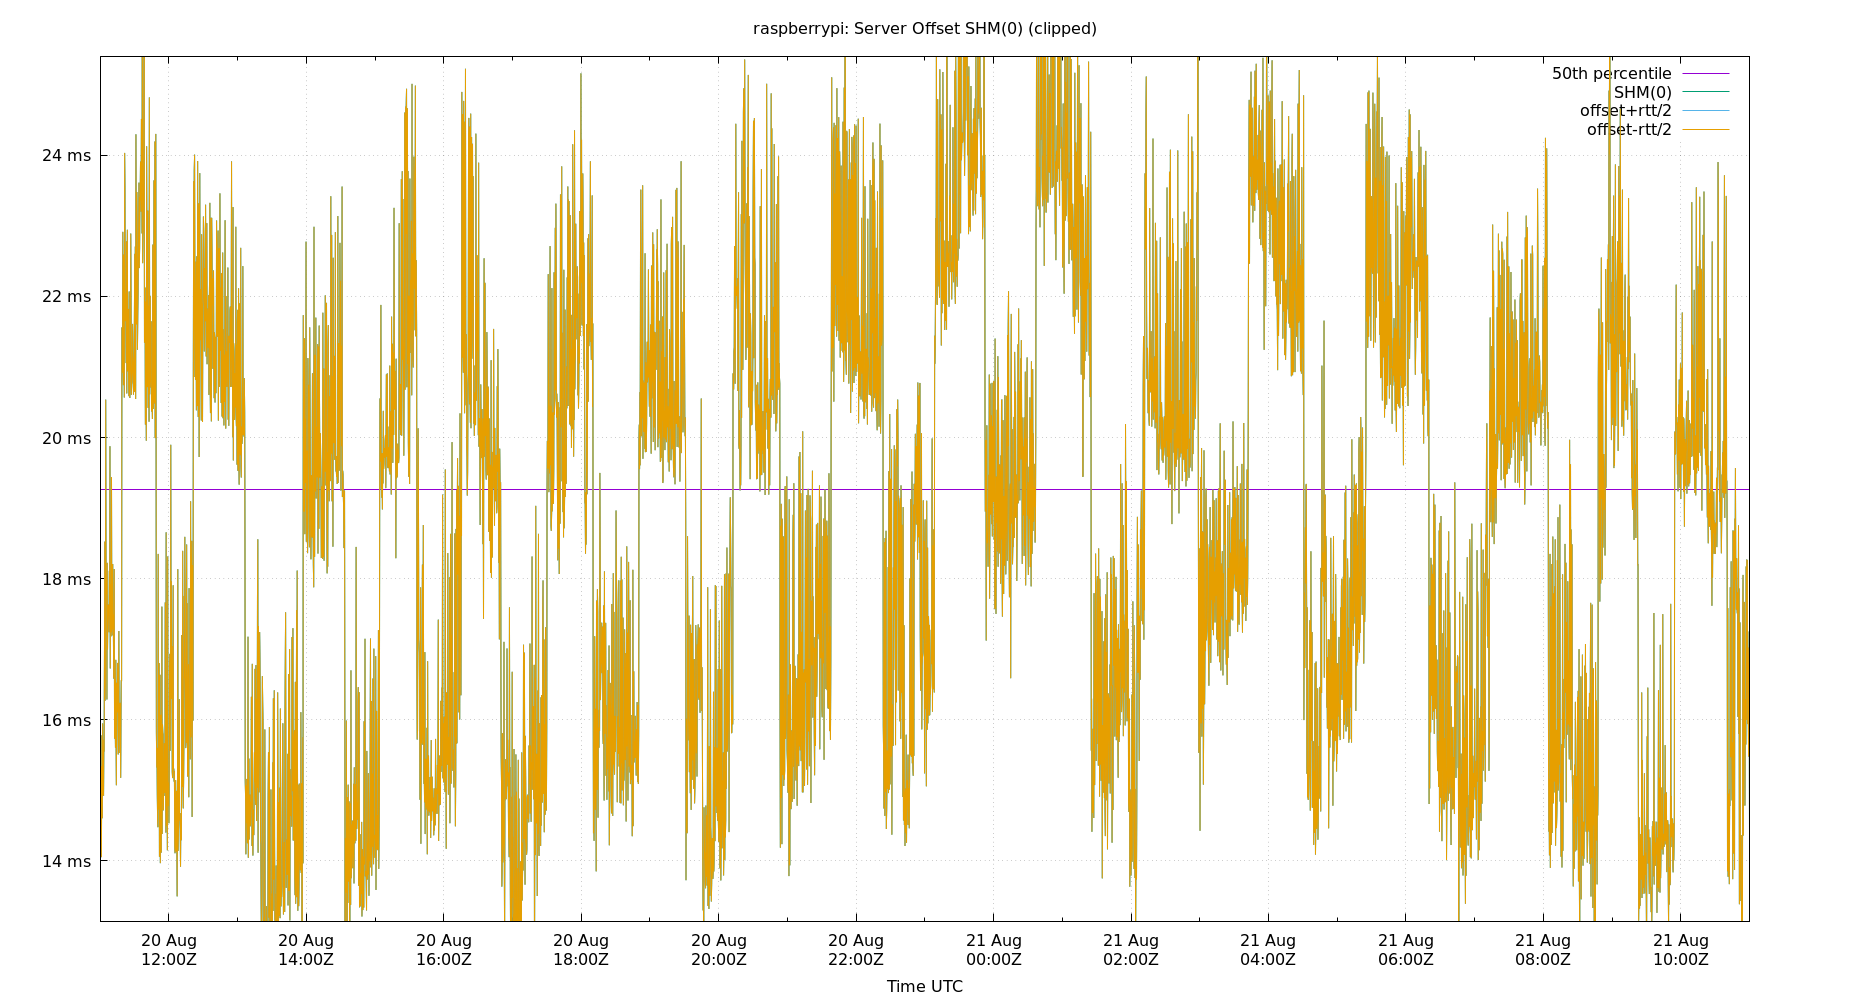 raspberrypi: Server Offset SHM(0) (clipped)
50th percentile
SHM(0)
offset+rtt/2
offset-rtt/2
24 ms
22 ms
20 ms
18 ms
16 ms
14 ms
20 Aug 20 Aug 20 Aug 20 Aug 20 Aug 20 Aug 21 Aug 21 Aug 21 Aug 21 Aug 21 Aug 21 Aug
12:00Z 14:00Z 16:00Z 18:00Z 20:00Z 22:00Z 00:00Z 02:00Z 04:00Z 06:00Z 08:00Z 10:00Z
Time UTC